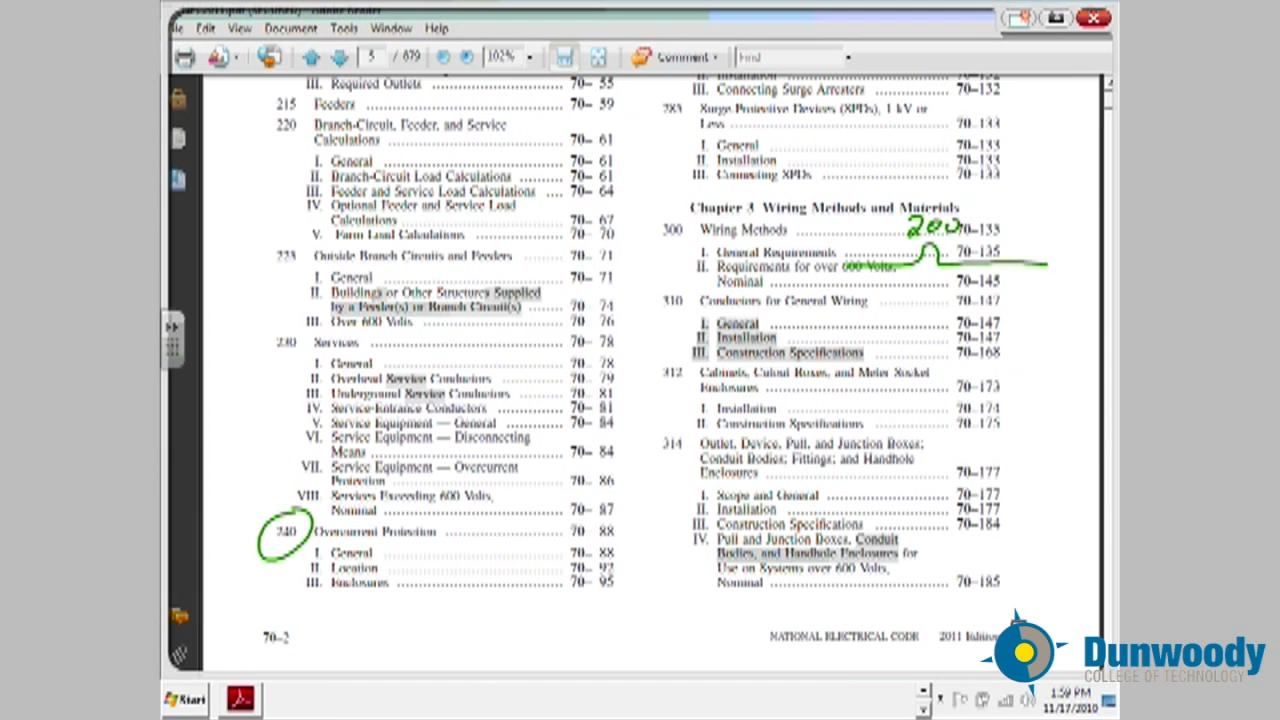 Edit View Document Tools Window Help
5 / 879 102% Comment Find
III. Required Outlets 70– 55
215 Feeders 70– 59
220 Branch-Circuit, Feeder, and Service
Calculations 70– 61
I. General 70– 61
II. Branch-Circuit Load Calculations 70– 61
III. Feeder and Service Load Calculations 70– 64
IV. Optional Feeder and Service Load
Calculations 70– 67
V. Farm Load Calculations 70– 70
225 Outside Branch Circuits and Feeders 70– 71
I. General 70– 71
II. Buildings or Other Structures Supplied
by a Feeder(s) or Branch Circuit(s) 70– 74
III. Over 600 Volts 70– 76
230 Services 70– 78
I. General 70– 78
II. Overhead Service Conductors 70– 79
III. Underground Service Conductors 70– 81
IV. Service-Entrance Conductors 70– 81
V. Service Equipment — General 70– 84
VI. Service Equipment — Disconnecting
Means 70– 84
VII. Service Equipment — Overcurrent
Protection 70– 86
VIII. Services Exceeding 600 Volts,
Nominal 70– 87
240 Overcurrent Protection 70– 88
I. General 70– 88
II. Location 70– 92
III. Enclosures 70– 95
70–2
II. Installation 70–132
III. Connecting Surge Arresters 70–132
285 Surge-Protective Devices (SPDs), 1 kV or
Less 70–133
I. General 70–133
II. Installation 70–133
III. Connecting SPDs 70–133
Chapter 3 Wiring Methods and Materials
200
300 Wiring Methods 70–135
I. General Requirements 70–135
II. Requirements for over 600 Volts,
Nominal 70–145
310 Conductors for General Wiring 70–147
I. General 70–147
II. Installation 70–147
III. Construction Specifications 70–168
312 Cabinets, Cutout Boxes, and Meter Socket
Enclosures 70–173
I. Installation 70–174
II. Construction Specifications 70–175
314 Outlet, Device, Pull, and Junction Boxes;
Conduit Bodies; Fittings; and Handhole
Enclosures 70–177
I. Scope and General 70–177
II. Installation 70–177
III. Construction Specifications 70–184
IV. Pull and Junction Boxes, Conduit
Bodies, and Handhole Enclosures for
Use on Systems over 600 Volts,
Nominal 70–185
NATIONAL ELECTRICAL CODE 2011 Edition
Dunwoody
COLLEGE OF TECHNOLOGY
Start
1:59 PM
11/17/2010